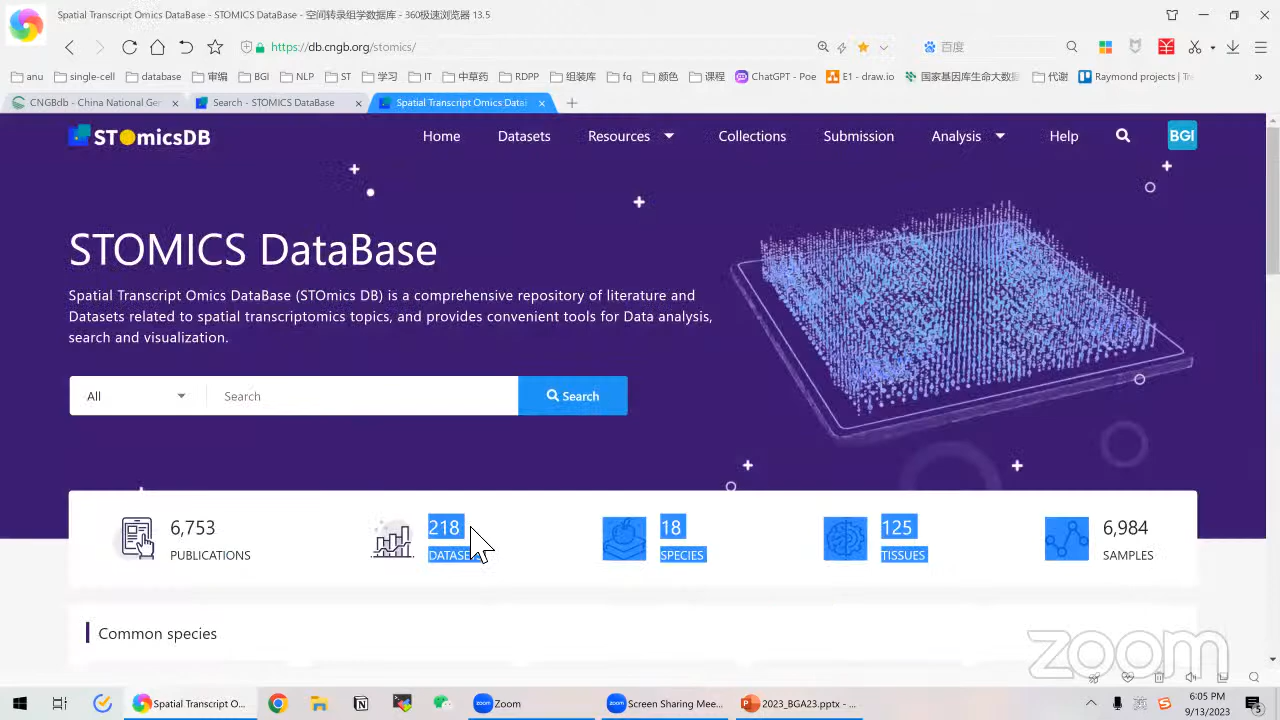 Spatial Transcript Omics DataBase - STOMICS DataBase - 空间转录组学数据库 - 360极速浏览器 13.5
https://db.cngb.org/stomics/
百度
anu
single-cell
database
审编
BGI
NLP
ST
学习
IT
中草药
RDPP
组装库
fq
颜色
课程
ChatGPT - Poe
E1 - draw.io
国家基因库生命大数据
代谢
Raymond projects | Tr
CNGBdb - China National Ger
Search - STOMICS DataBase
Spatial Transcript Omics Datal
STOmicsDB
Home
Datasets
Resources
Collections
Submission
Analysis
Help
BGI
STOMICS DataBase
Spatial Transcript Omics DataBase (STOmics DB) is a comprehensive repository of literature and
Datasets related to spatial transcriptomics topics, and provides convenient tools for Data analysis,
search and visualization.
All
Search
Search
6,753
PUBLICATIONS
218
DATASE
18
SPECIES
125
TISSUES
6,984
SAMPLES
Common species
zoom
Spatial Transcript O...
Zoom
Screen Sharing Mee...
2023_BGA23.pptx - ...
6:05 PM
9/13/2023